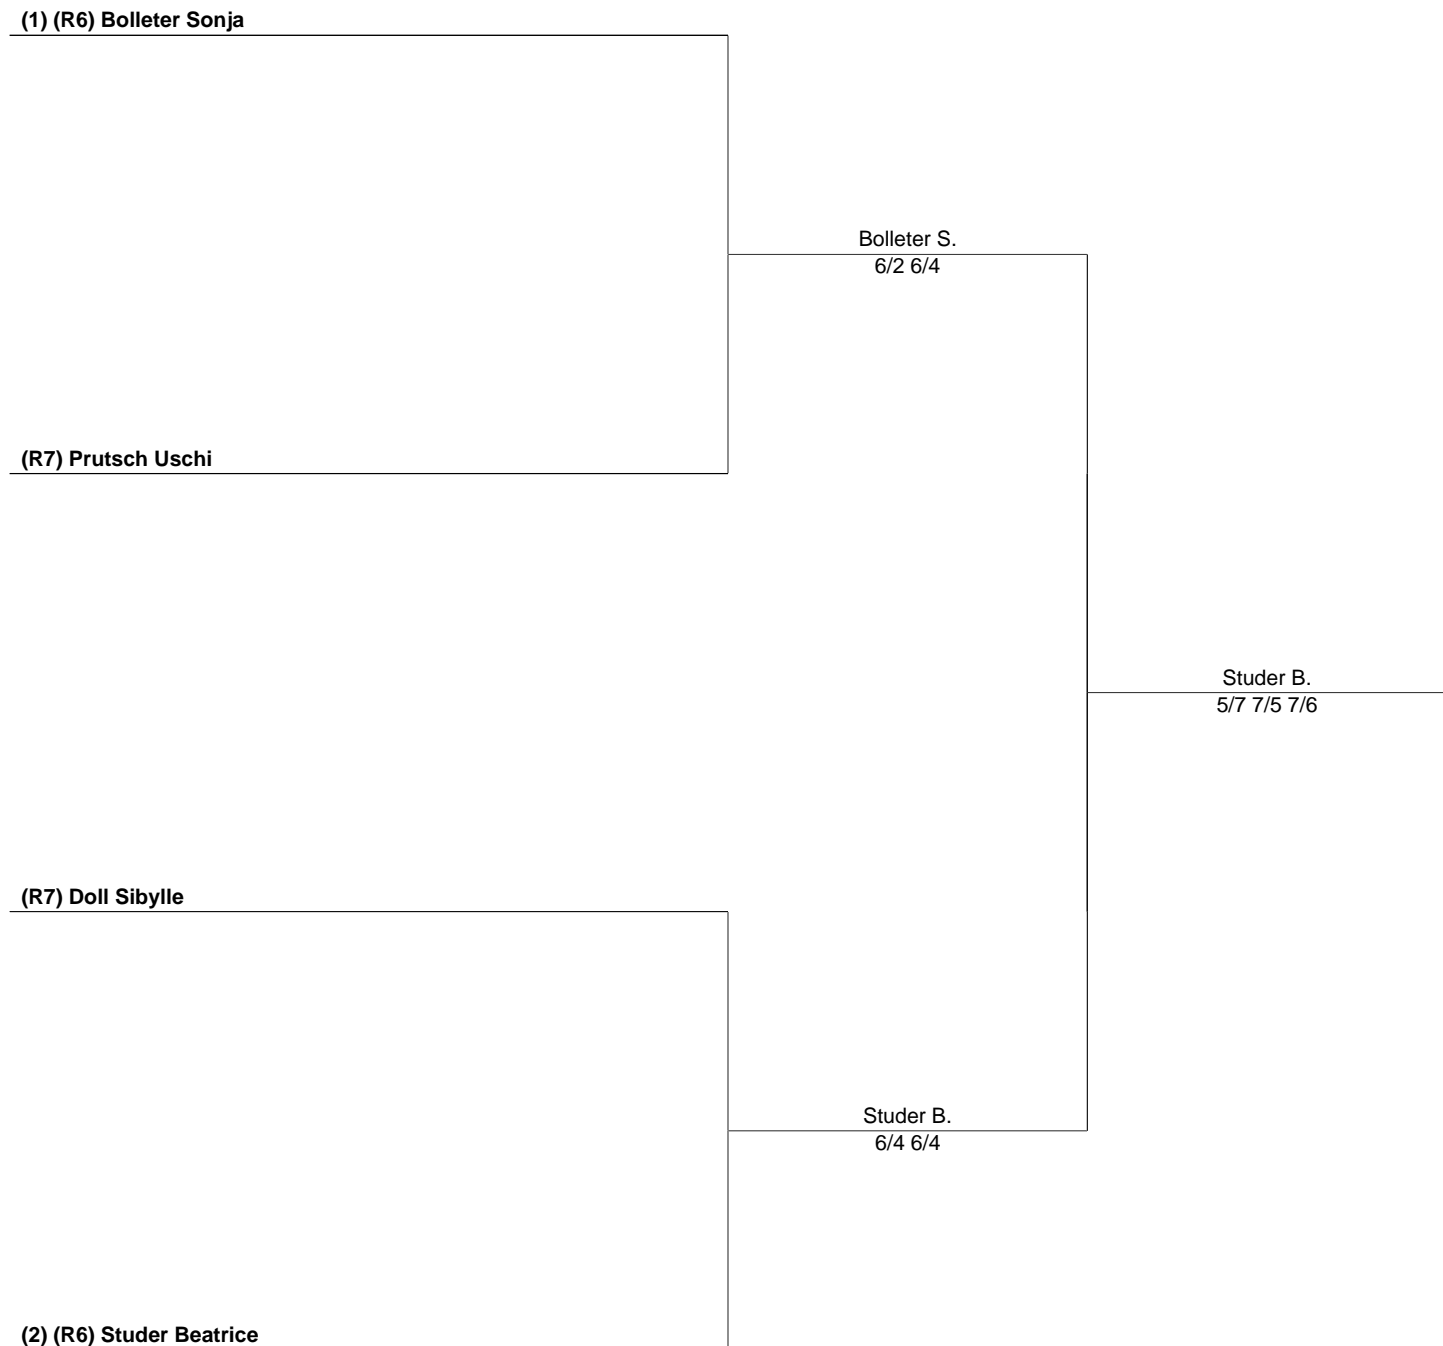 (1) (R6) Bolleter Sonja
Bolleter S.
6/2 6/4
(R7) Prutsch Uschi
Studer B.
5/7 7/5 7/6
(R7) Doll Sibylle
Studer B.
6/4 6/4
(2) (R6) Studer Beatrice